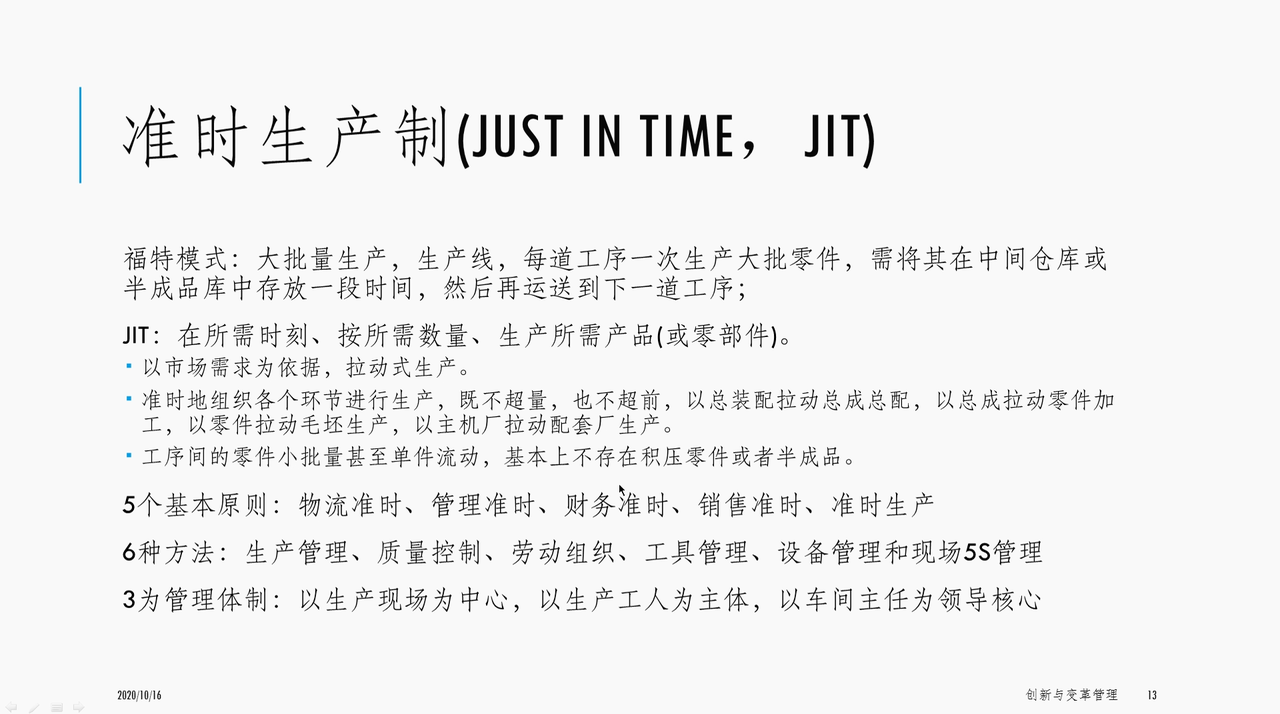 准时生产制(JUST IN TIME， JIT)
福特模式：大批量生产，生产线，每道工序一次生产大批零件，需将其在中间仓库或
半成品库中存放一段时间，然后再运送到下一道工序；
JIT：在所需时刻、按所需数量、生产所需产品(或零部件)。
▪ 以市场需求为依据，拉动式生产。
▪ 准时地组织各个环节进行生产，既不超量，也不超前，以总装配拉动总成总配，以总成拉动零件加
工，以零件拉动毛坯生产，以主机厂拉动配套厂生产。
▪ 工序间的零件小批量甚至单件流动，基本上不存在积压零件或者半成品。
5个基本原则：物流准时、管理准时、财务准时、销售准时、准时生产
6种方法：生产管理、质量控制、劳动组织、工具管理、设备管理和现场5S管理
3为管理体制：以生产现场为中心，以生产工人为主体，以车间主任为领导核心
2020/10/16
创新与变革管理
13